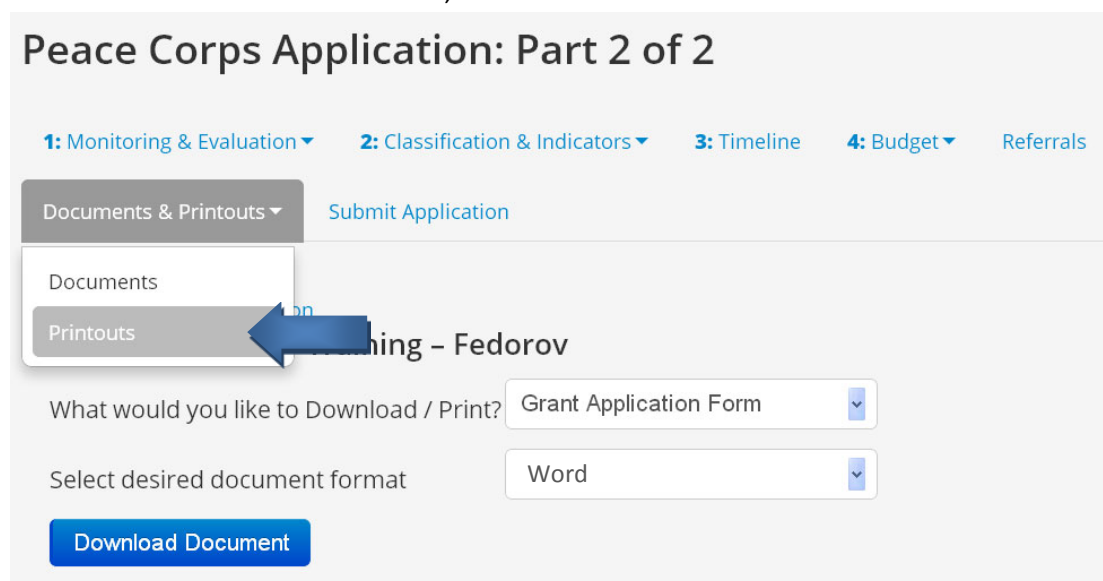 Peace Corps Application: Part 2 of 2
1: Monitoring & Evaluation 2: Classification & Indicators 3: Timeline 4: Budget Referrals
Documents & Printouts Submit Application
Documents
Printouts
– Fedorov
What would you like to Download / Print? Grant Application Form
Select desired document format Word
Download Document